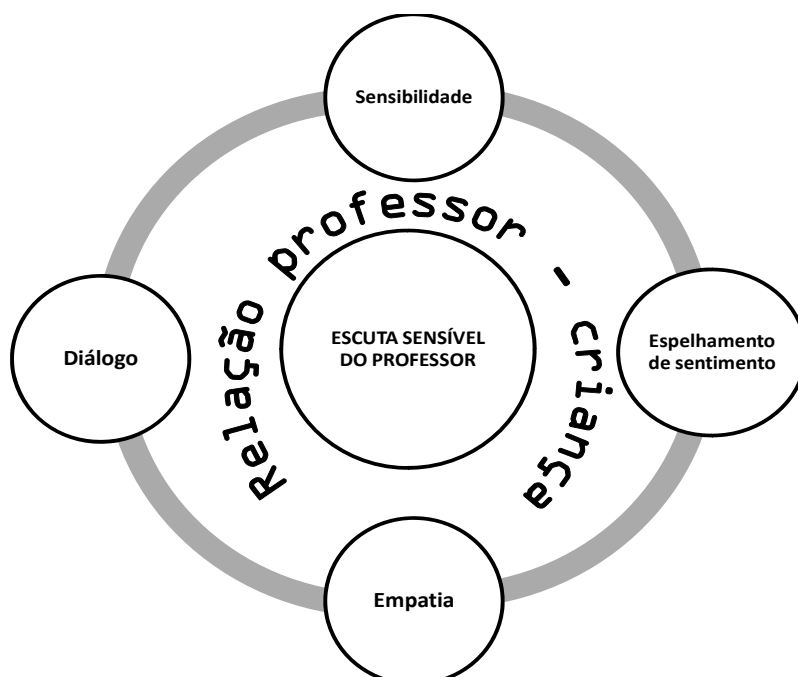 Sensibilidade
Relação professor - criança
ESCUTA SENSÍVEL
DO PROFESSOR
Diálogo
Espelhamento
de sentimento
Empatia